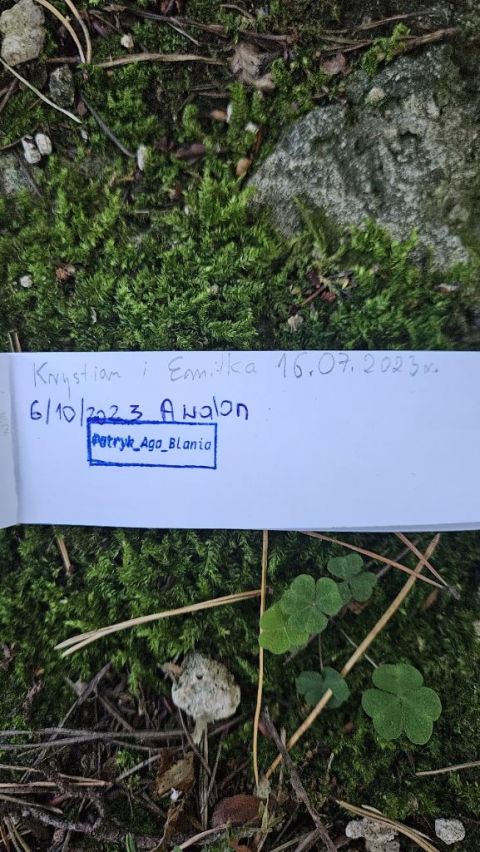 Krystian i Emilka 16.07.2023r.
6/10/2023 Awalon
Patryk_Aga_Blania